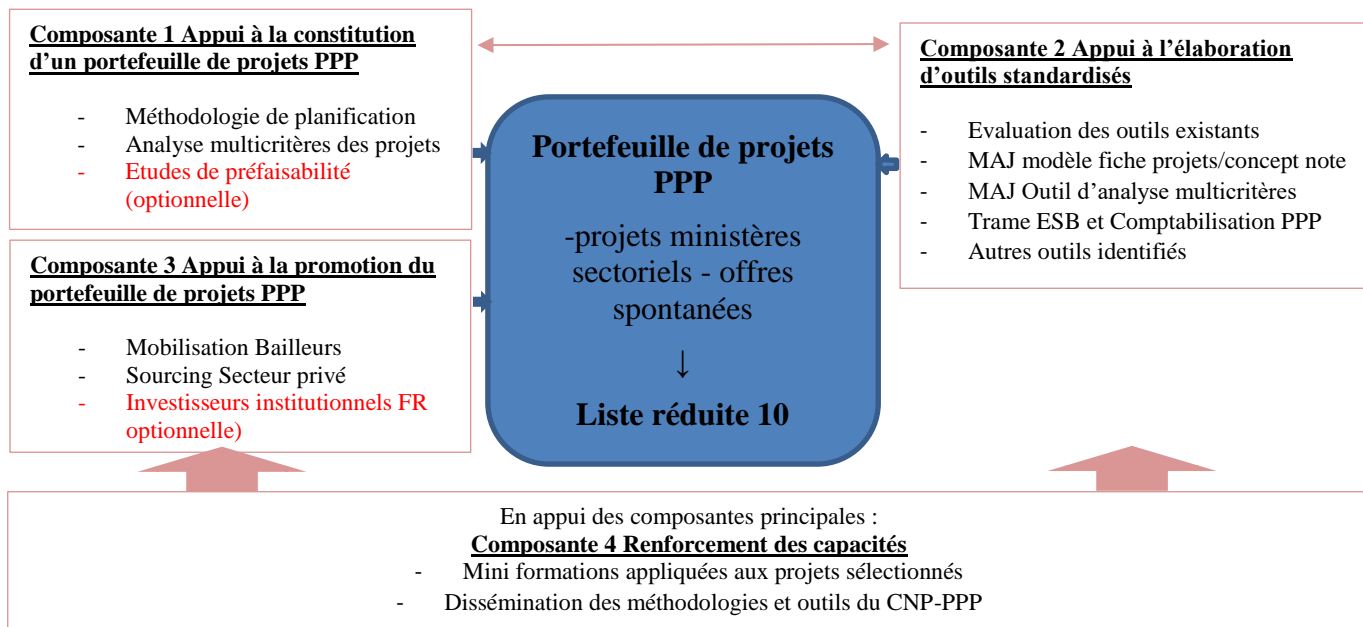 Composante 1 Appui à la constitution
d’un portefeuille de projets PPP
- Méthodologie de planification
- Analyse multicritères des projets
- Etudes de préfaisabilité
(optionnelle)
Composante 3 Appui à la promotion du
portefeuille de projets PPP
- Mobilisation Bailleurs
- Sourcing Secteur privé
- Investisseurs institutionnels FR
optionnelle)
Portefeuille de projets
PPP
-projets ministères
sectoriels - offres
spontanées
↓
Liste réduite 10
Composante 2 Appui à l’élaboration
d’outils standardisés
- Evaluation des outils existants
- MAJ modèle fiche projets/concept note
- MAJ Outil d’analyse multicritères
- Trame ESB et Comptabilisation PPP
- Autres outils identifiés
En appui des composantes principales :
Composante 4 Renforcement des capacités
- Mini formations appliquées aux projets sélectionnés
- Dissémination des méthodologies et outils du CNP-PPP